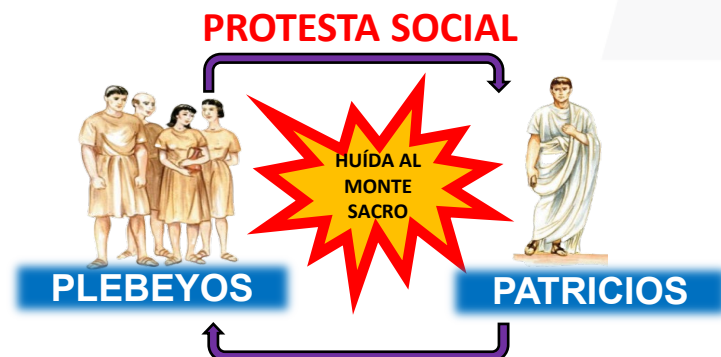 PROTESTA SOCIAL
HUÍDA AL
MONTE
SACRO
PLEBEYOS
PATRICIOS